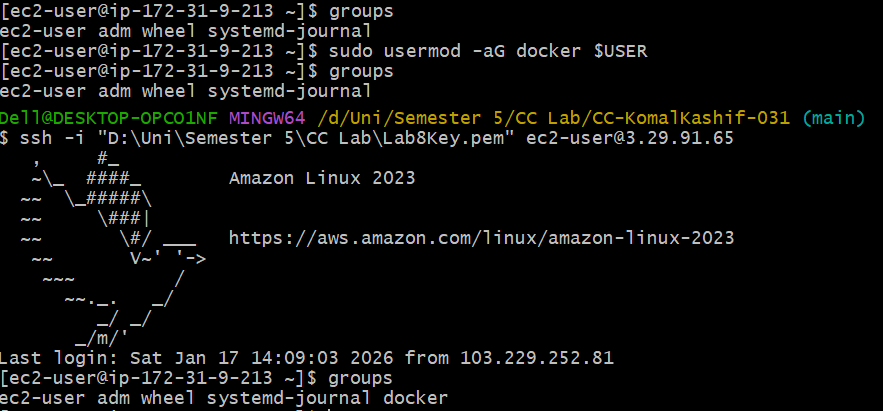 [ec2-user@ip-172-31-9-213 ~]$ groups
ec2-user adm wheel systemd-journal
[ec2-user@ip-172-31-9-213 ~]$ sudo usermod -aG docker $USER
[ec2-user@ip-172-31-9-213 ~]$ groups
ec2-user adm wheel systemd-journal
Dell@DESKTOP-OPCO1NF MINGW64 /d/Uni/Semester 5/CC Lab/CC-KomalKashif-031 (main)
$ ssh -i "D:\Uni\Semester 5\CC Lab\Lab8Key.pem" ec2-user@3.29.91.65
   ,     #_
   ~\_  ####_        Amazon Linux 2023
  ~~  \_#####\
  ~~     \###|
  ~~       \#/ ___   https://aws.amazon.com/linux/amazon-linux-2023
   ~~       V~' '->
    ~~~         /
      ~~._.   _/
         _/ _/
       _/m/'
Last login: Sat Jan 17 14:09:03 2026 from 103.229.252.81
[ec2-user@ip-172-31-9-213 ~]$ groups
ec2-user adm wheel systemd-journal docker